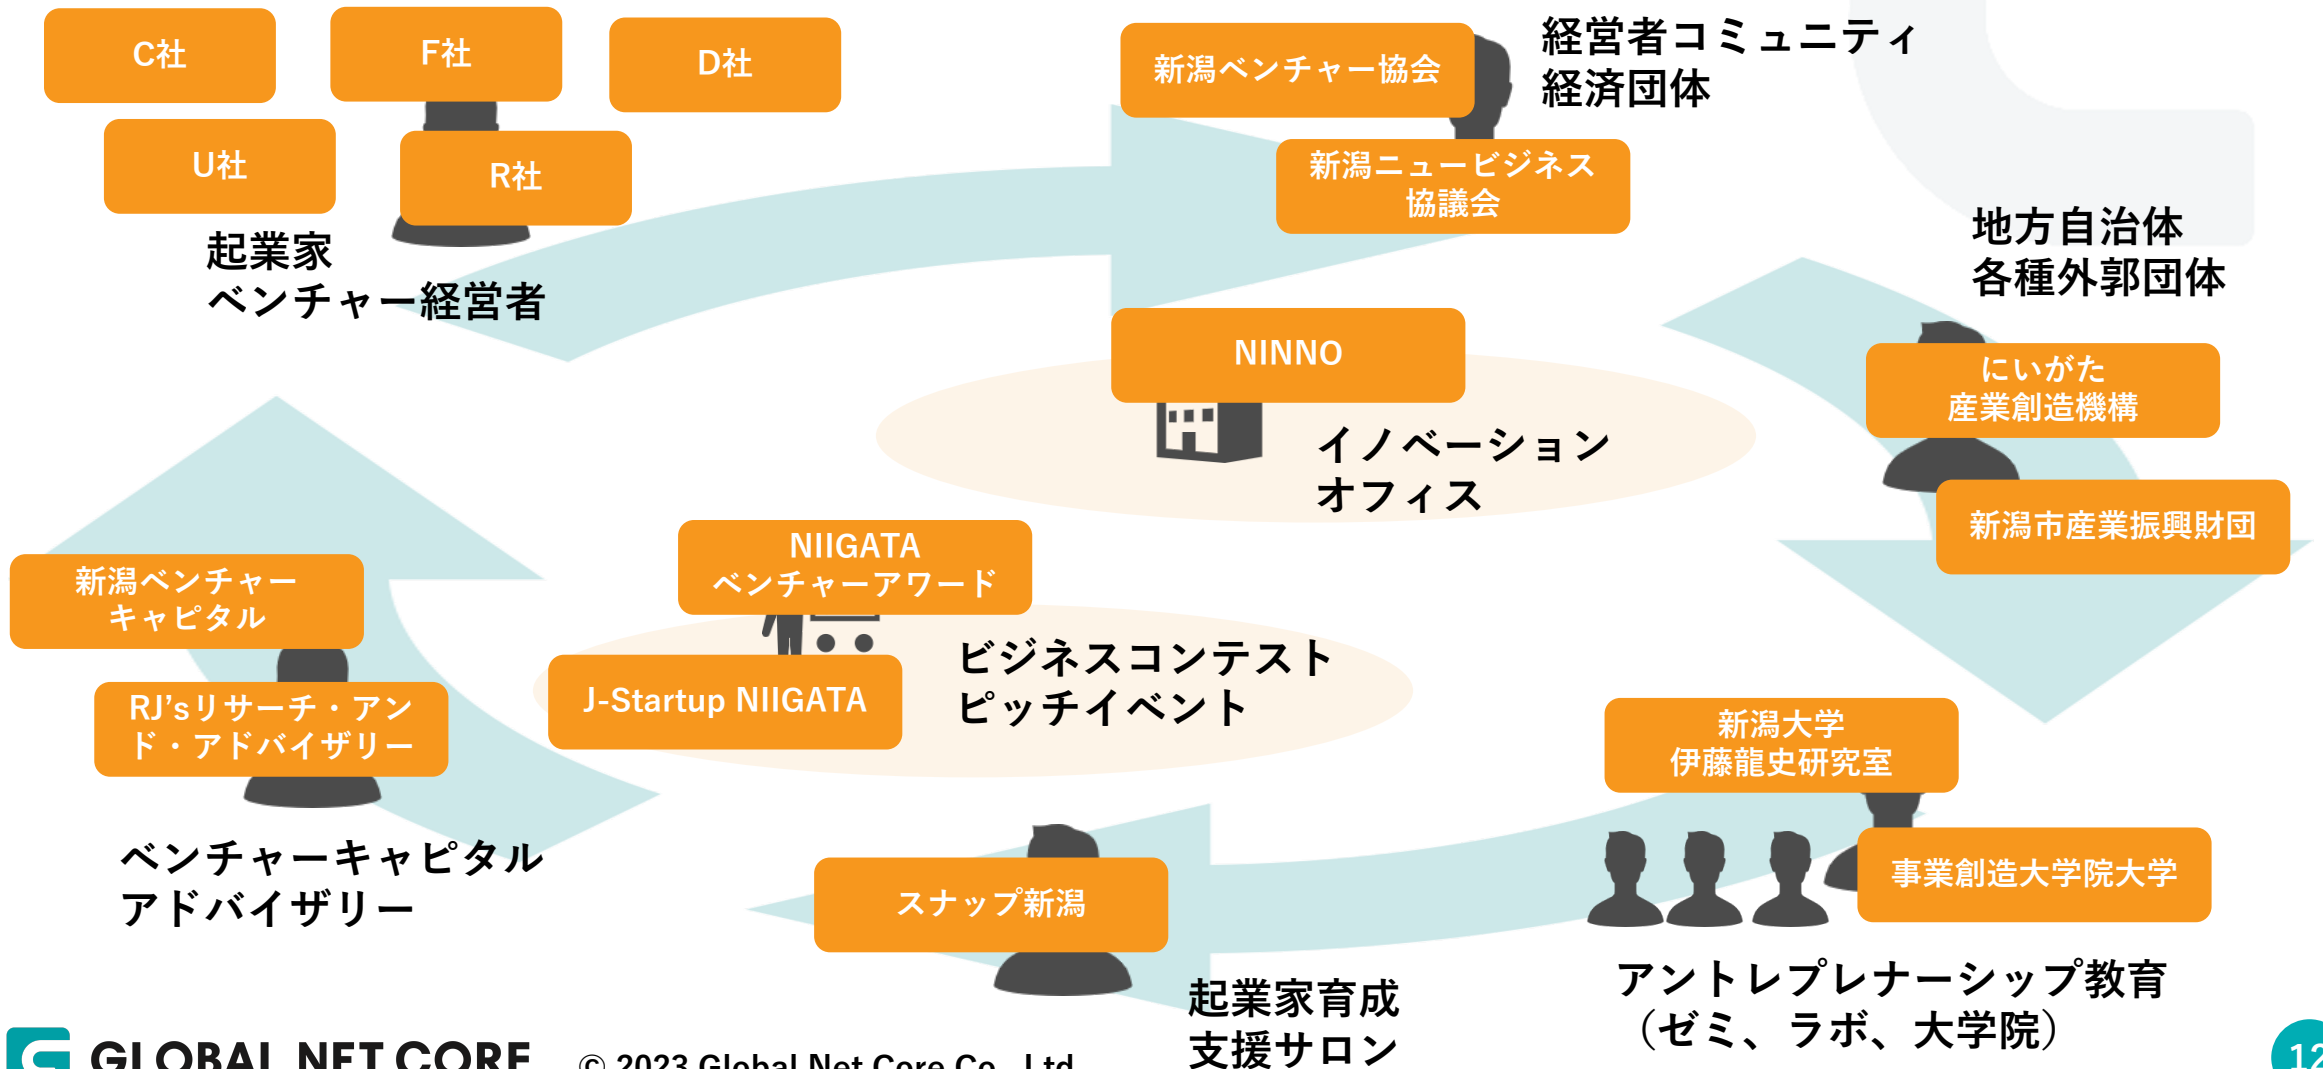 C社
F社
D社
U社
R社
起業家
ベンチャー経営者
新潟ベンチャー協会
経営者コミュニティ
経済団体
新潟ニュービジネス
協議会
地方自治体
各種外郭団体
にいがた
産業創造機構
新潟市産業振興財団
NINNO
イノベーション
オフィス
NIIGATA
ベンチャーアワード
J-Startup NIIGATA
ビジネスコンテスト
ピッチイベント
新潟ベンチャー
キャピタル
RJ’sリサーチ・アン
ド・アドバイザリー
ベンチャーキャピタル
アドバイザリー
新潟大学
伊藤龍史研究室
事業創造大学院大学
アントレプレナーシップ教育
（ゼミ、ラボ、大学院）
スナップ新潟
起業家育成
支援サロン
GLOBAL NET CORE
© 2023 Global Net Core Co., Ltd.
12